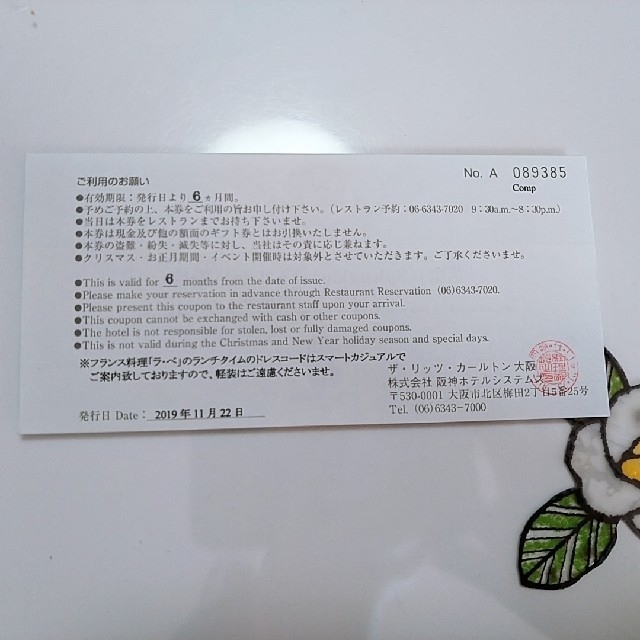 No. A 089385
Comp
ご利用のお願い
●有効期限:発行日より 6 ヵ月間。
●予めご予約の上、本券をご利用の旨お申し付け下さい。(レストラン予約:06-6343-7020 9:30a.m.〜8:30p.m.)
●当日は本券をレストランまでお持ち下さいませ。
●本券は現金及び他の額面のギフト券とはお引換いたしません。
●本券の盗難・紛失・滅失等に対し、当社はその責に応じ兼ねます。
●クリスマス・お正月期間・イベント開催時は対象外とさせていただきます。ご了承くださいませ。
●This is valid for 6 months from the date of issue.
●Please make your reservation in advance through Restaurant Reservation (06)6343-7020.
●Please present this coupon to the restaurant staff upon your arrival.
●This coupon cannot be exchanged with cash or other coupons.
●The hotel is not responsible for stolen, lost or fully damaged coupons.
●This is not valid during the Christmas and New Year holiday season and special days.
※フランス料理「ラ・ベ」のランチタイムのドレスコードはスマートカジュアルで
ご案内致しておりますので、軽装はご遠慮くださいませ。
ザ・リッツ・カールトン大阪
株式会社 阪神ホテルシステムズ
〒530-0001 大阪市北区梅田2丁目5番25号
Tel. (06)6343-7000
発行日 Date: 2019年11月22日